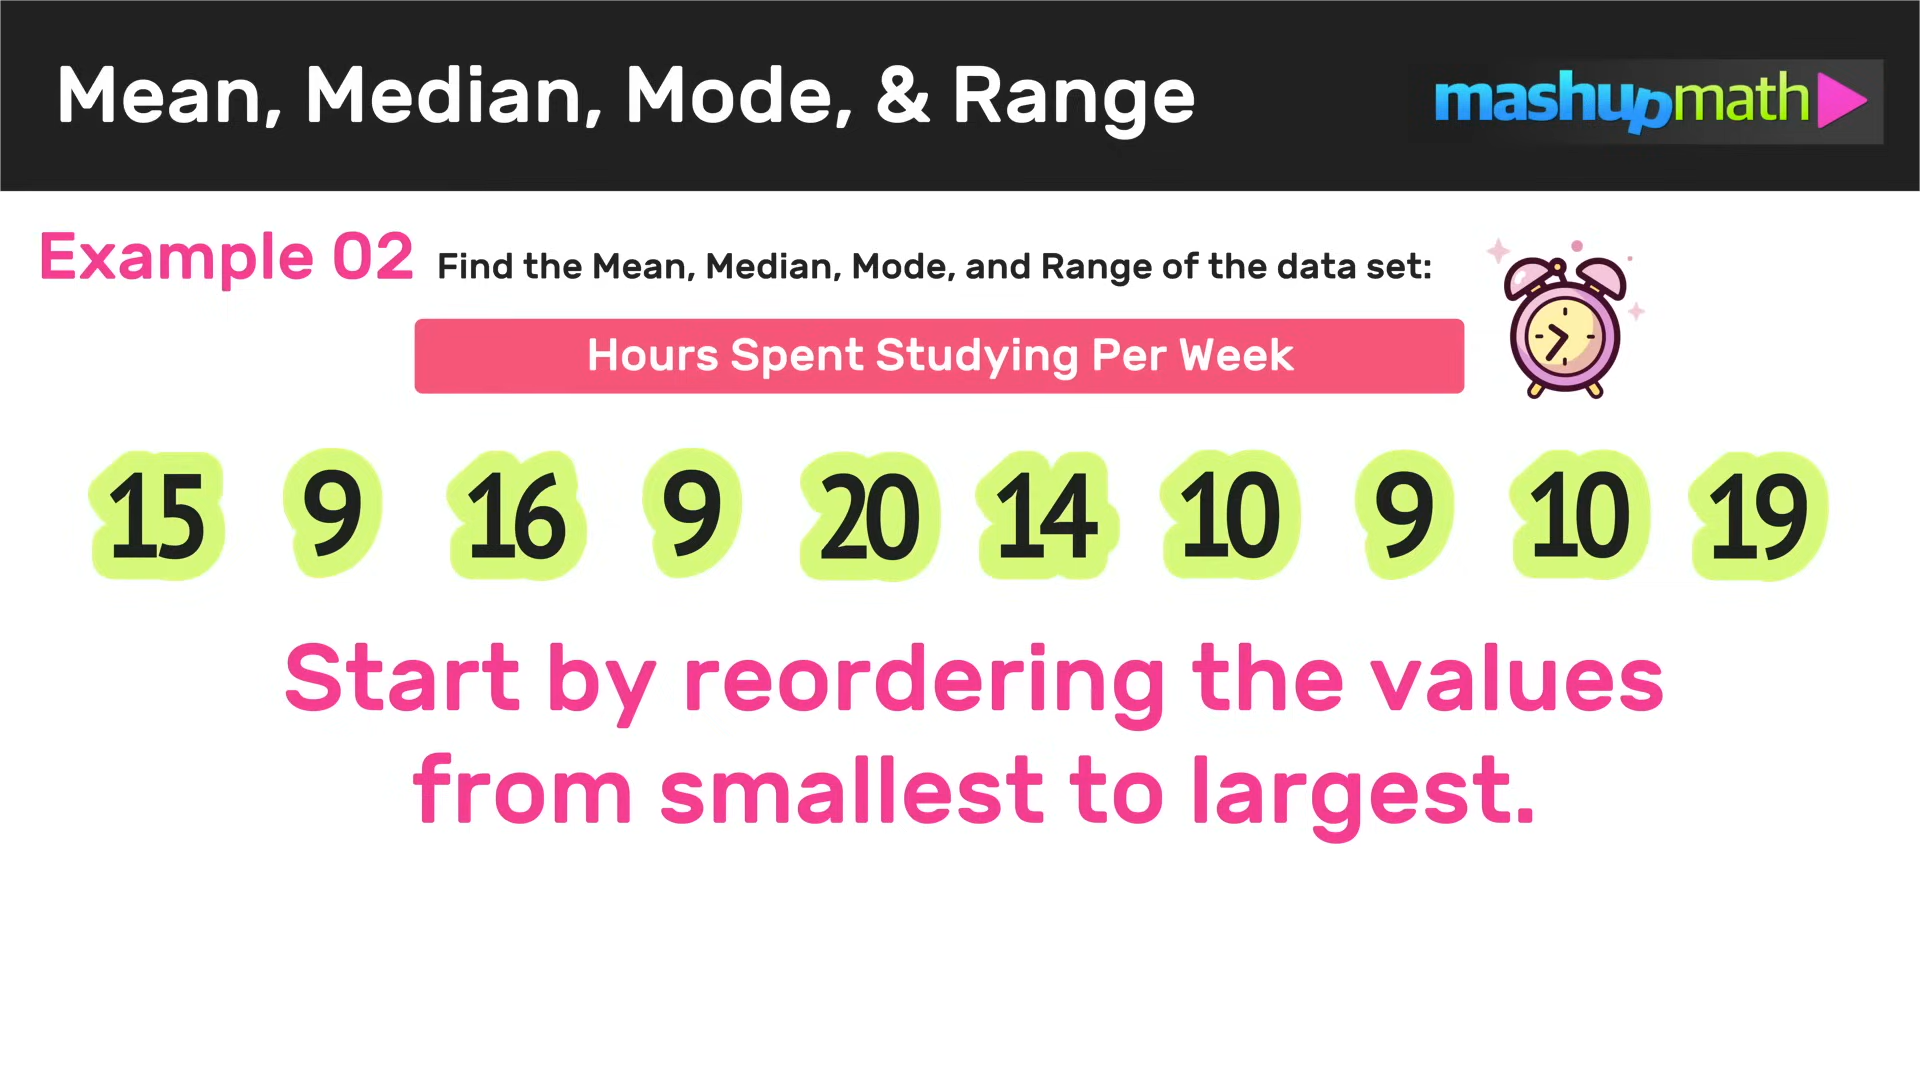 Mean, Median, Mode, & Range
mashupmath
Example 02 Find the Mean, Median, Mode, and Range of the data set:
Hours Spent Studying Per Week
15 9 16 9 20 14 10 9 10 19
Start by reordering the values
from smallest to largest.